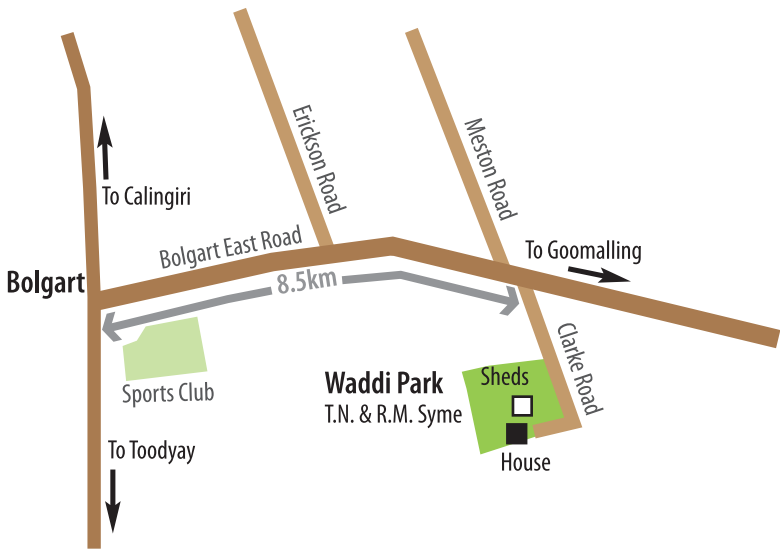 Erickson Road
Meston Road
To Calingiri
Bolgart East Road
To Goomalling
Bolgart
8.5km
Clarke Road
Sports Club
Waddi Park
T.N. & R.M. Syme
Sheds
To Toodyay
House